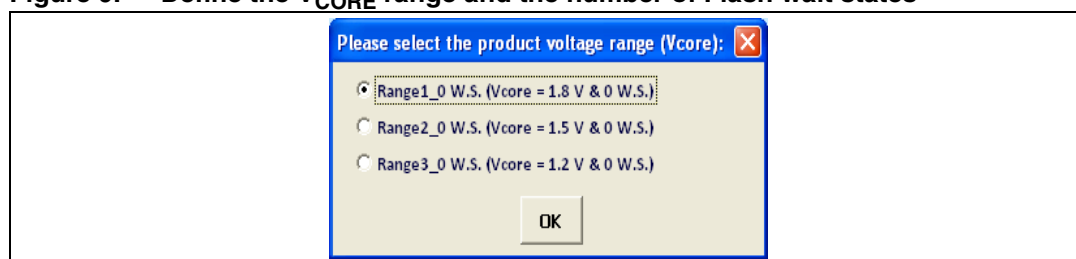 Please select the product voltage range (Vcore):
Range1_0 W.S. (Vcore = 1.8 V & 0 W.S.)
Range2_0 W.S. (Vcore = 1.5 V & 0 W.S.)
Range3_0 W.S. (Vcore = 1.2 V & 0 W.S.)
OK